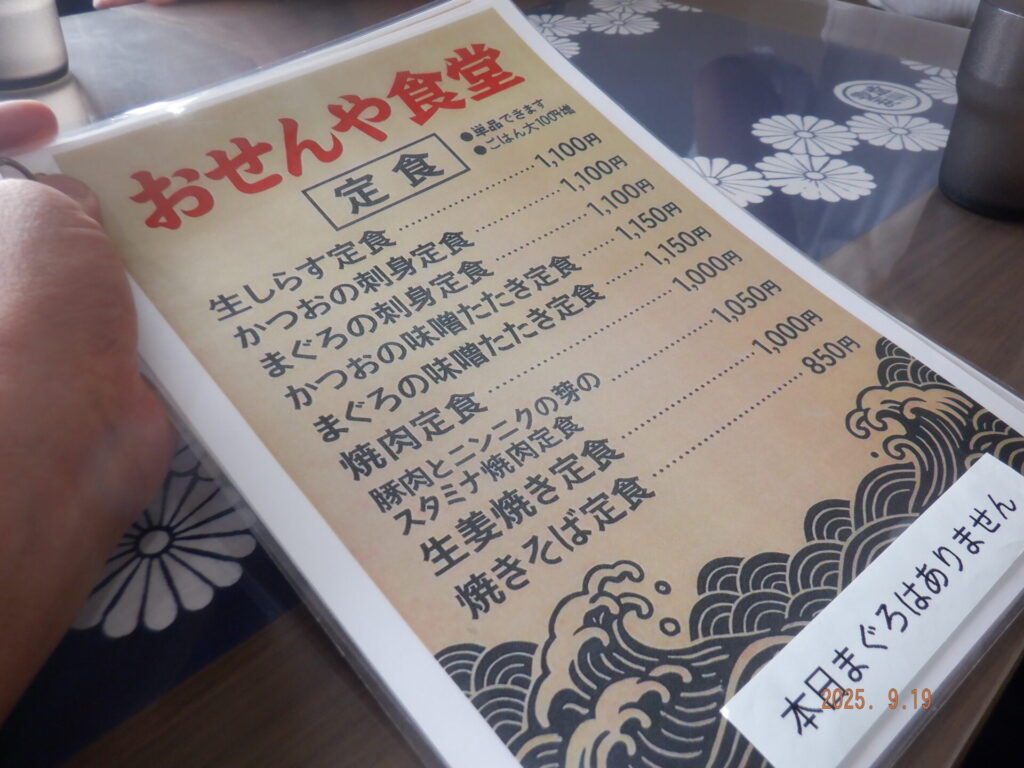 おせんや食堂
定食
●単品できます
●ごはん大100円増
生しらす定食 1,100円
かつおの刺身定食 1,100円
まぐろの刺身定食 1,100円
かつおの味噌たたき定食 1,150円
まぐろの味噌たたき定食 1,150円
焼肉定食 1,000円
豚肉とニンニクの芽の
スタミナ焼肉定食 1,050円
生姜焼き定食 1,000円
焼きそば定食 850円
本日まぐろはありません
2025. 9.19